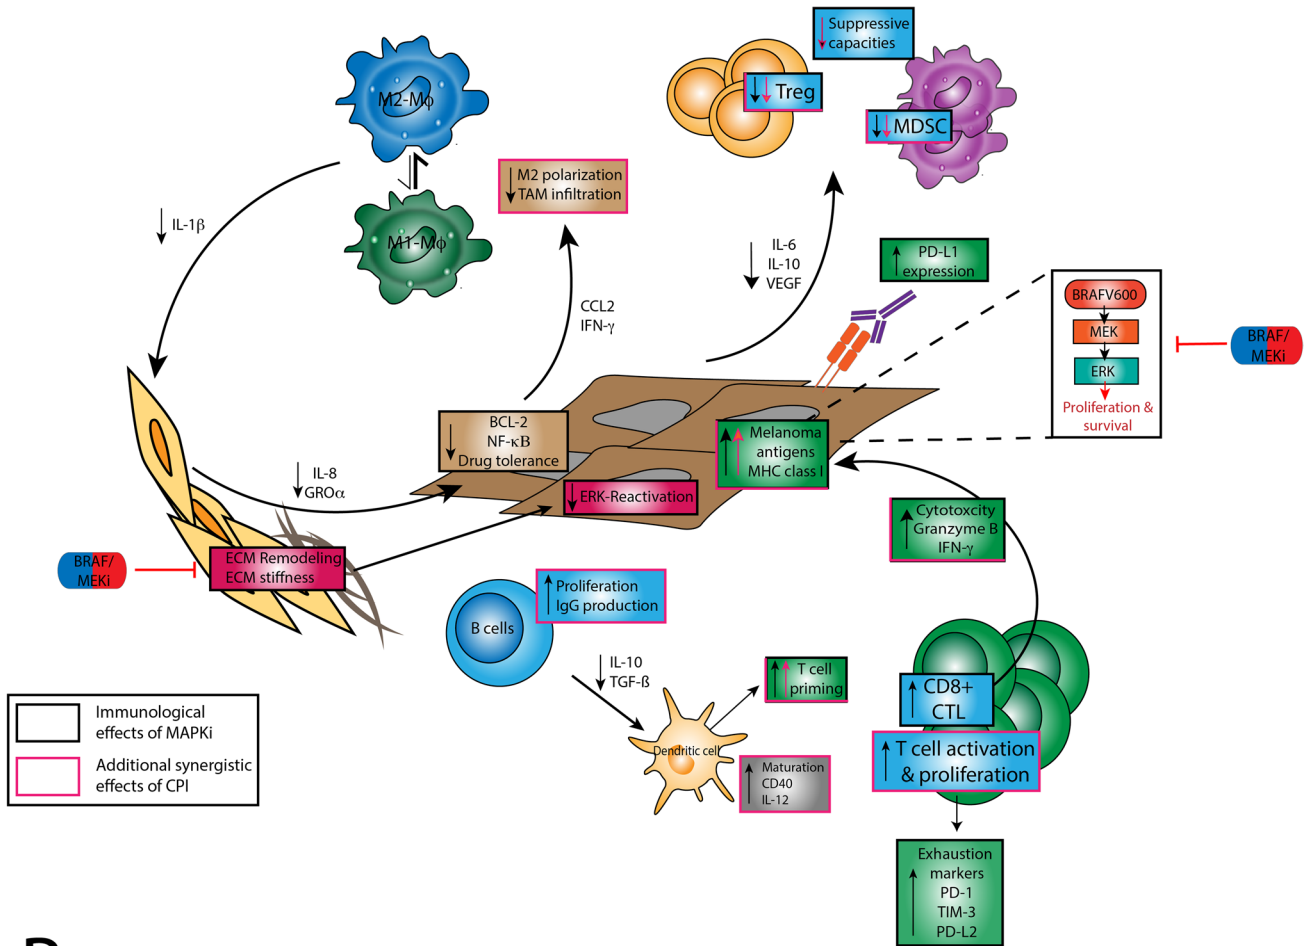 Suppressive
capacities
Treg
MDSC
M2-Mϕ
M1-Mϕ
M2 polarization
TAM infiltration
IL-1β
IL-6
IL-10
VEGF
PD-L1
expression
CCL2
IFN-γ
BRAFV600
MEK
ERK
Proliferation &
survival
BRAF/
MEKi
BCL-2
NF-κB
Drug tolerance
Melanoma
antigens
MHC class I
IL-8
GROα
ERK-Reactivation
Cytotoxcity
Granzyme B
IFN-γ
BRAF/
MEKi
ECM Remodeling
ECM stiffness
Proliferation
IgG production
B cells
IL-10
TGF-ß
T cell
priming
CD8+
CTL
Dendritic cell
Maturation
CD40
IL-12
T cell activation
& proliferation
Immunological
effects of MAPKi
Additional synergistic
effects of CPI
Exhaustion
markers
PD-1
TIM-3
PD-L2